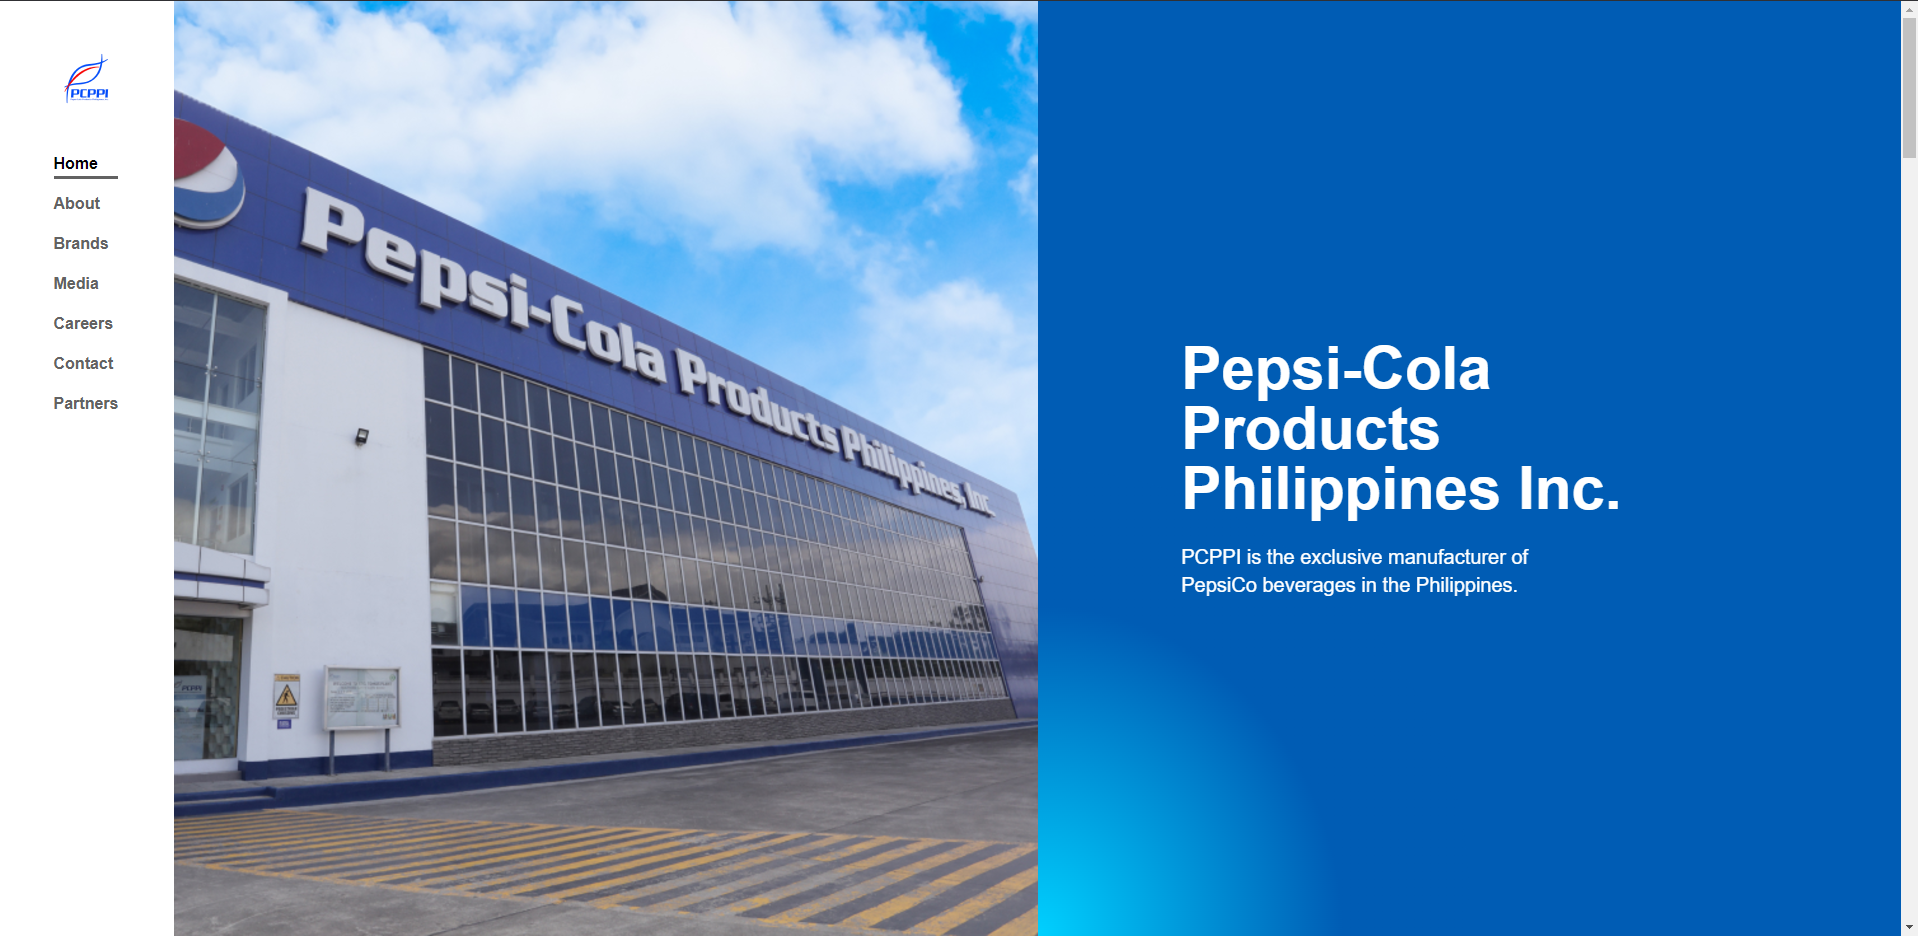 PCPPI
Home
About
Brands
Media
Careers
Contact
Partners
Pepsi-Cola Products Philippines, Inc.
PCPPI
Pepsi-Cola
Products
Philippines Inc.
PCPPI is the exclusive manufacturer of
PepsiCo beverages in the Philippines.